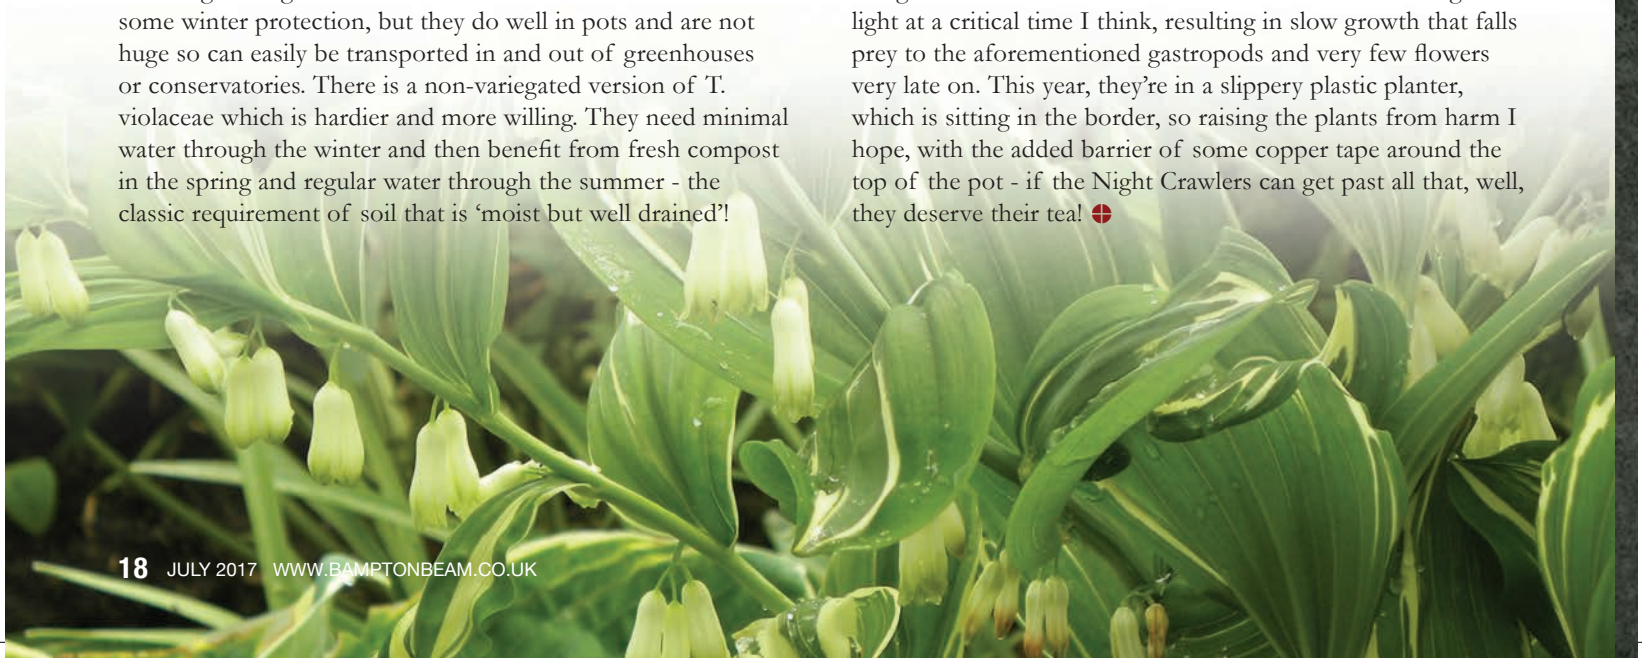 some winter protection, but they do well in pots and are not
huge so can easily be transported in and out of greenhouses
or conservatories. There is a non-variegated version of T.
violaceae which is hardier and more willing. They need minimal
water through the winter and then benefit from fresh compost
in the spring and regular water through the summer - the
classic requirement of soil that is ‘moist but well drained’!
light at a critical time I think, resulting in slow growth that falls
prey to the aforementioned gastropods and very few flowers
very late on. This year, they’re in a slippery plastic planter,
which is sitting in the border, so raising the plants from harm I
hope, with the added barrier of some copper tape around the
top of the pot - if the Night Crawlers can get past all that, well,
they deserve their tea!
18 JULY 2017 WWW.BAMPTONBEAM.CO.UK